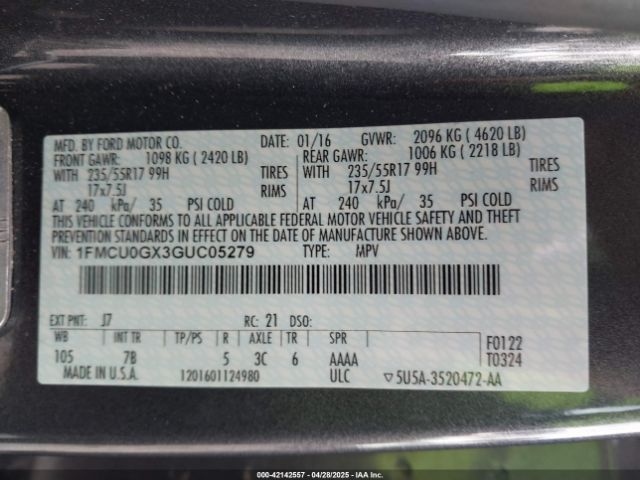 MFD. BY FORD MOTOR CO. DATE: 01/16 GVWR: 2096 KG ( 4620 LB)
FRONT GAWR: 1098 KG ( 2420 LB) REAR GAWR: 1006 KG ( 2218 LB)
WITH 235/55R17 99H TIRES WITH 235/55R17 99H TIRES
17x7.5J RIMS 17x7.5J RIMS
AT 240 kPa/ 35 PSI COLD AT 240 kPa/ 35 PSI COLD
THIS VEHICLE CONFORMS TO ALL APPLICABLE FEDERAL MOTOR VEHICLE SAFETY AND THEFT
PREVENTION STANDARDS IN EFFECT ON THE DATE OF MANUFACTURE SHOWN ABOVE.
VIN: 1FMCU0GX3GUC05279 TYPE: MPV
EXT PNT: J7 RC: 21 DSO:
WB INT TR TP/PS R AXLE TR SPR F0122
105 7B 5 3C 6 AAAA T0324
MADE IN U.S.A. 1201601124980 ULC ▽5U5A-3520472-AA
000-42142557 04/28/2025 IAAI.COM